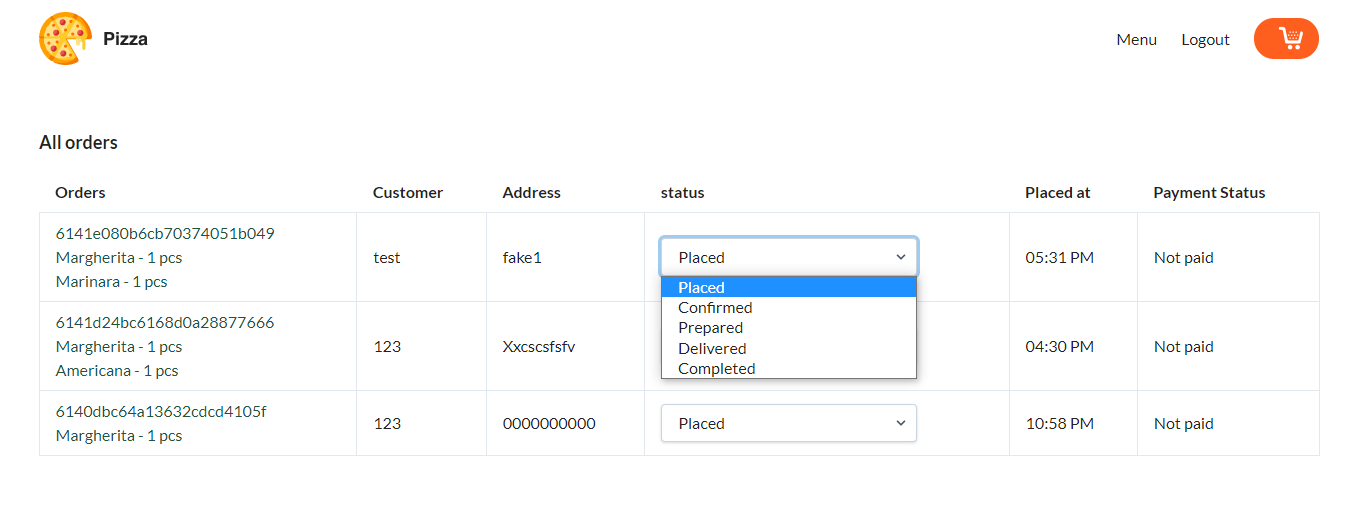 Pizza
Menu Logout
All orders
Orders Customer Address status Placed at Payment Status
6141e080b6cb70374051b049
Margherita - 1 pcs
Marinara - 1 pcs
test fake1 Placed 05:31 PM Not paid
Placed
Confirmed
Prepared
Delivered
Completed
6141d24bc6168d0a28877666
Margherita - 1 pcs
Americana - 1 pcs
123 Xxcscsfsfv 04:30 PM Not paid
6140dbc64a13632cdcd4105f
Margherita - 1 pcs
123 0000000000 Placed 10:58 PM Not paid